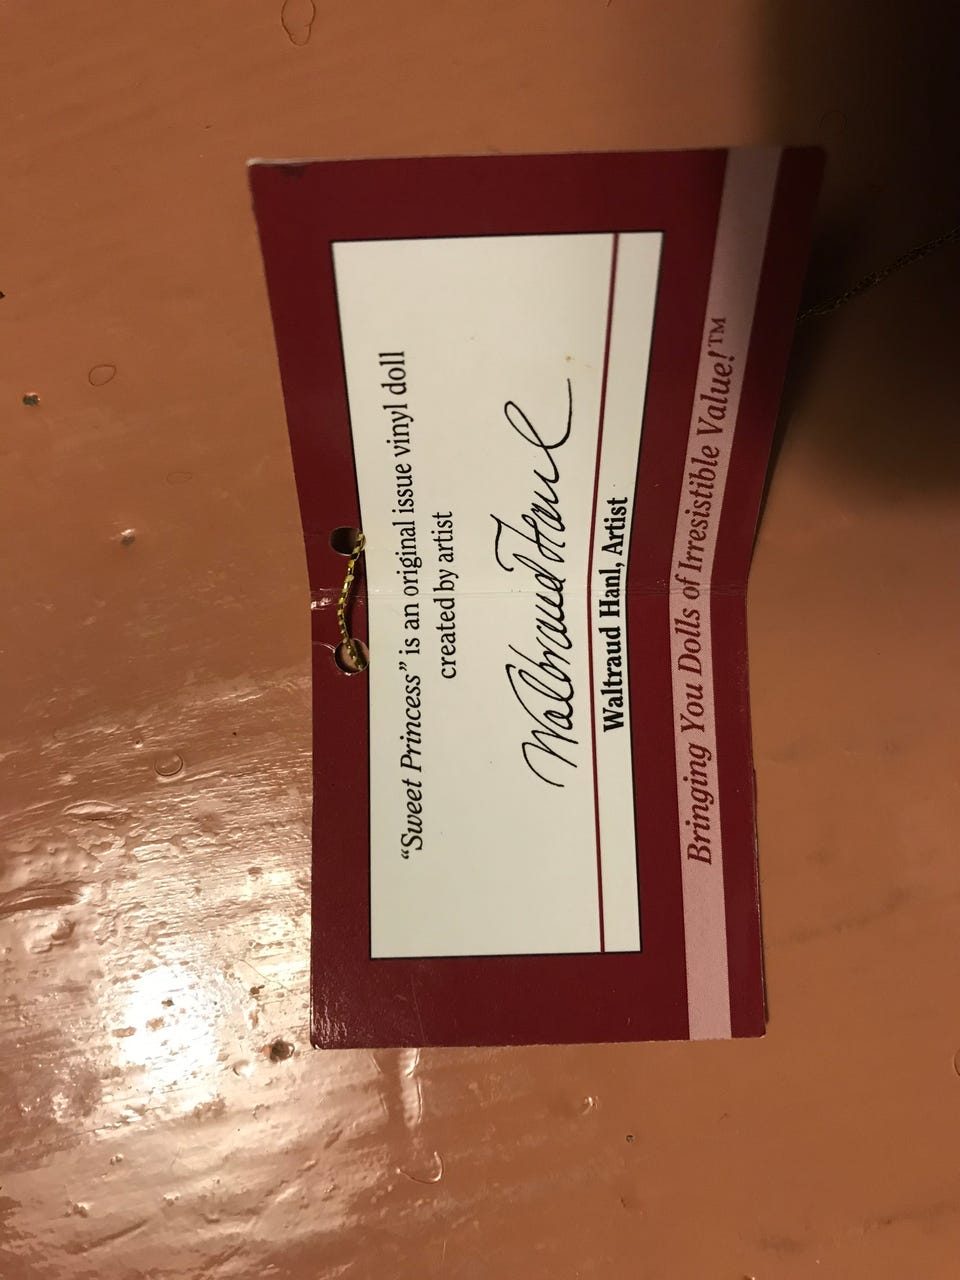 "Sweet Princess" is an original issue vinyl doll
created by artist
Waltraud Hanl
Waltraud Hanl, Artist
Bringing You Dolls of Irresistible Value!™